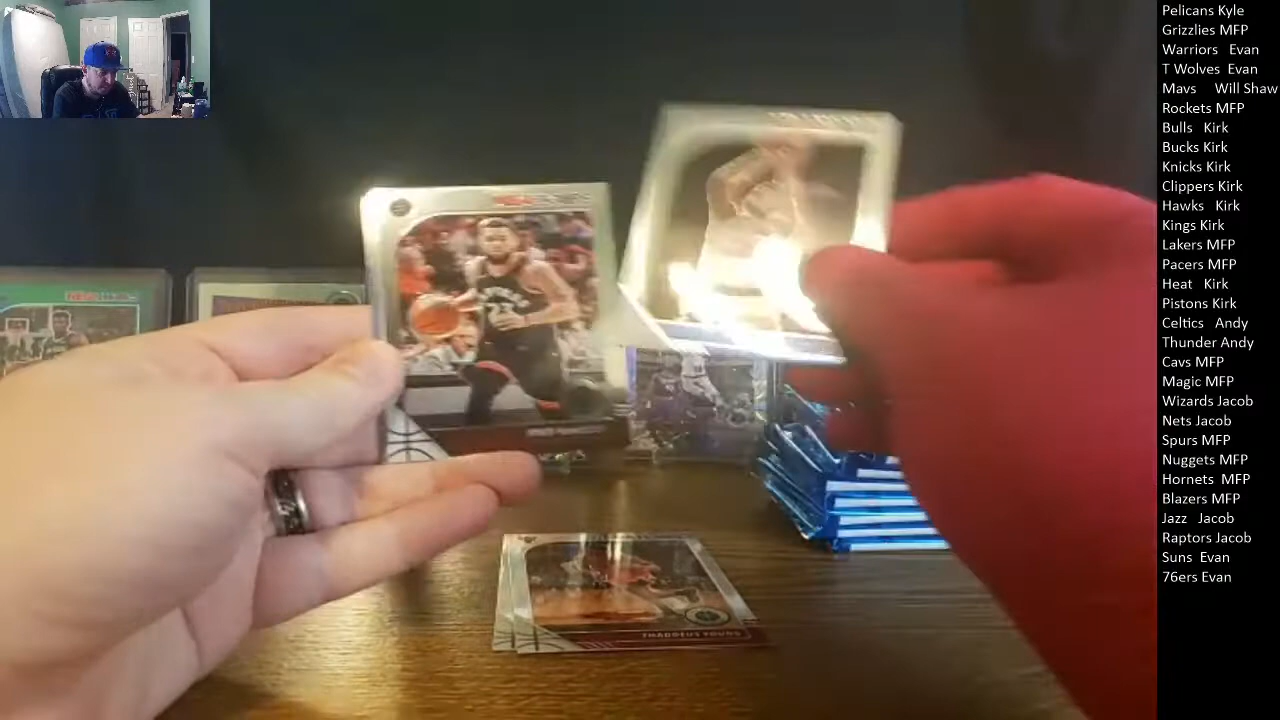 Pelicans Kyle
Grizzlies MFP
Warriors Evan
T Wolves Evan
Mavs Will Shaw
Rockets MFP
Bulls Kirk
Bucks Kirk
Knicks Kirk
Clippers Kirk
Hawks Kirk
Kings Kirk
Lakers MFP
Pacers MFP
Heat Kirk
Pistons Kirk
Celtics Andy
Thunder Andy
Cavs MFP
Magic MFP
Wizards Jacob
Nets Jacob
Spurs MFP
Nuggets MFP
Hornets MFP
Blazers MFP
Jazz Jacob
Raptors Jacob
Suns Evan
76ers Evan
THADDEUS YOUNG